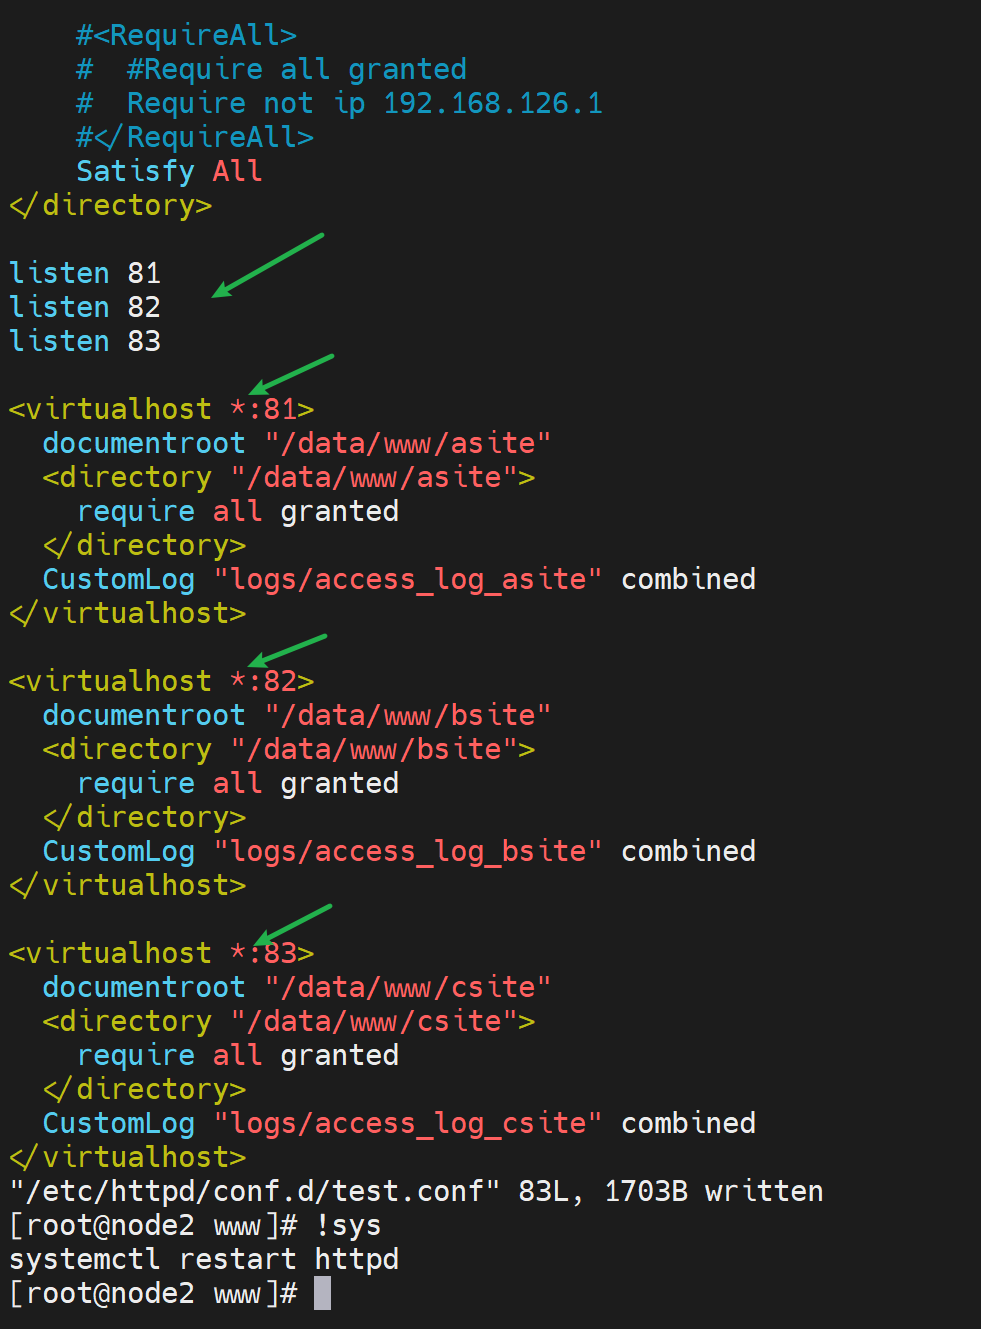 #<RequireAll>
#  #Require all granted
#  Require not ip 192.168.126.1
#</RequireAll>
Satisfy All
</directory>
listen 81
listen 82
listen 83
<virtualhost *:81>
documentroot "/data/www/asite"
<directory "/data/www/asite">
require all granted
</directory>
CustomLog "logs/access_log_asite" combined
</virtualhost>
<virtualhost *:82>
documentroot "/data/www/bsite"
<directory "/data/www/bsite">
require all granted
</directory>
CustomLog "logs/access_log_bsite" combined
</virtualhost>
<virtualhost *:83>
documentroot "/data/www/csite"
<directory "/data/www/csite">
require all granted
</directory>
CustomLog "logs/access_log_csite" combined
</virtualhost>
"/etc/httpd/conf.d/test.conf" 83L, 1703B written
[root@node2 www]# !sys
systemctl restart httpd
[root@node2 www]#